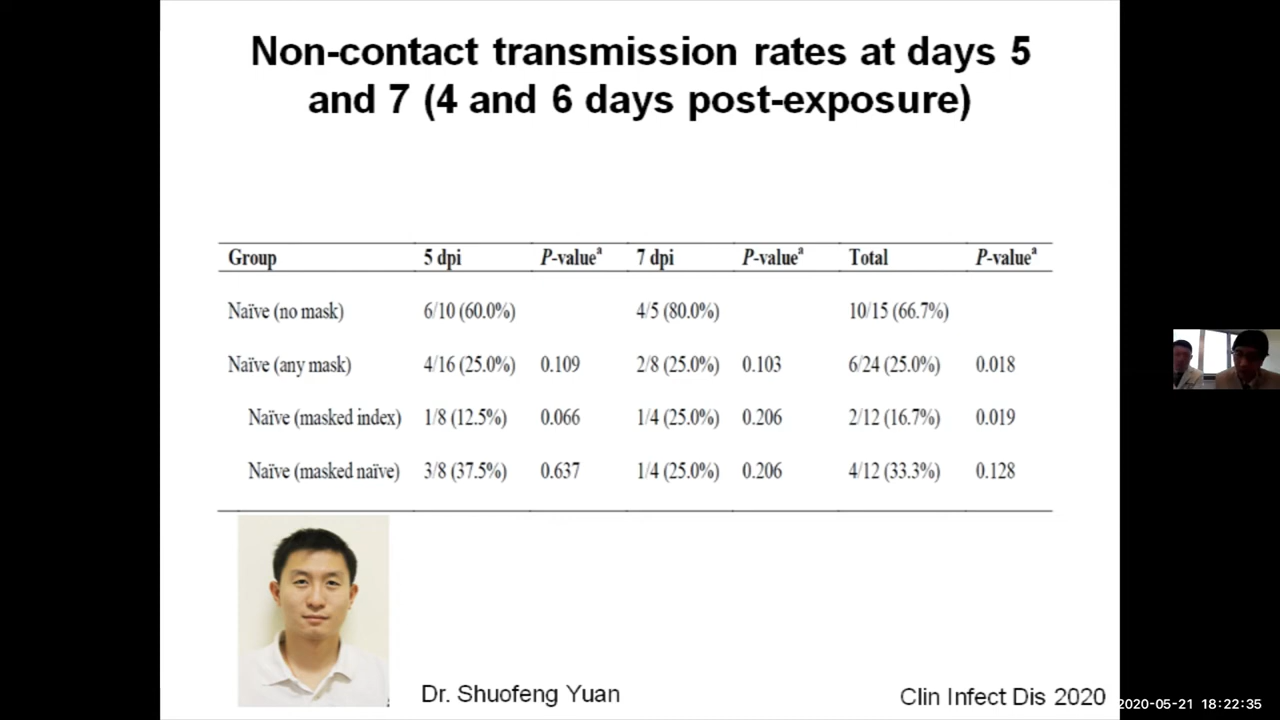 Non-contact transmission rates at days 5
and 7 (4 and 6 days post-exposure)
Group 5 dpi P-valueª 7 dpi P-valueª Total P-valueª
Naïve (no mask) 6/10 (60.0%) 4/5 (80.0%) 10/15 (66.7%)
Naïve (any mask) 4/16 (25.0%) 0.109 2/8 (25.0%) 0.103 6/24 (25.0%) 0.018
Naïve (masked index) 1/8 (12.5%) 0.066 1/4 (25.0%) 0.206 2/12 (16.7%) 0.019
Naïve (masked naïve) 3/8 (37.5%) 0.637 1/4 (25.0%) 0.206 4/12 (33.3%) 0.128
Dr. Shuofeng Yuan
Clin Infect Dis 2020
2020-05-21 18:22:35